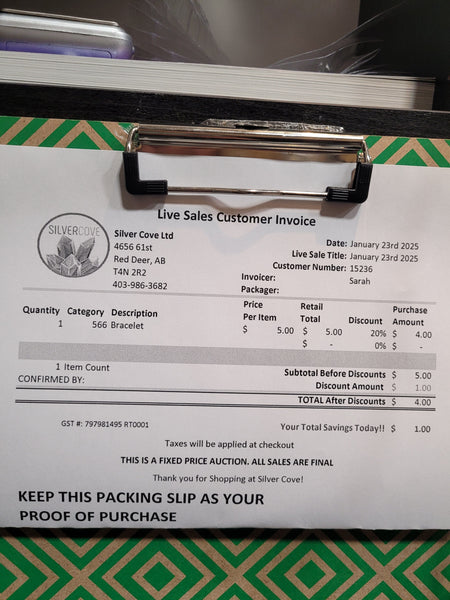 Live Sales Customer Invoice
SILVERCOVE
Silver Cove Ltd
4656 61st
Red Deer, AB
T4N 2R2
403-986-3682
Date: January 23rd 2025
Live Sale Title: January 23rd 2025
Customer Number: 15236
Invoicer: Sarah
Packager:
Quantity Category Description Price Per Item Retail Total Discount Purchase Amount
1 566 Bracelet $ 5.00 $ 5.00 20% $ 4.00
$ - 0% $ -
1 Item Count
Subtotal Before Discounts $ 5.00
CONFIRMED BY:
Discount Amount $ 1.00
TOTAL After Discounts $ 4.00
GST #: 797981495 RT0001
Your Total Savings Today!! $ 1.00
Taxes will be applied at checkout
THIS IS A FIXED PRICE AUCTION. ALL SALES ARE FINAL
Thank you for Shopping at Silver Cove!
KEEP THIS PACKING SLIP AS YOUR
PROOF OF PURCHASE